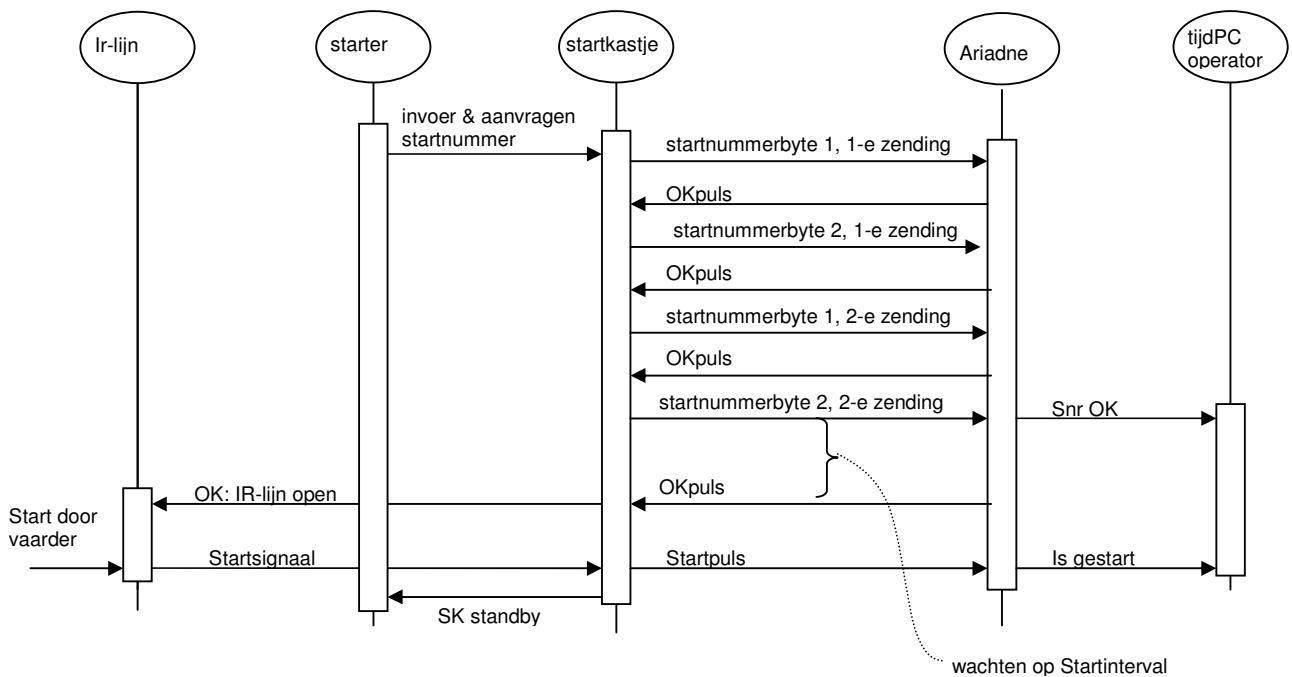 Ir-lijn
starter
startkastje
Ariadne
tijdPC
operator
invoer & aanvragen
startnummer
startnummerbyte 1, 1-e zending
OKpuls
startnummerbyte 2, 1-e zending
OKpuls
startnummerbyte 1, 2-e zending
OKpuls
startnummerbyte 2, 2-e zending
Snr OK
OK: IR-lijn open
OKpuls
Start door
vaarder
Startsignaal
Startpuls
Is gestart
SK standby
wachten op Startinterval